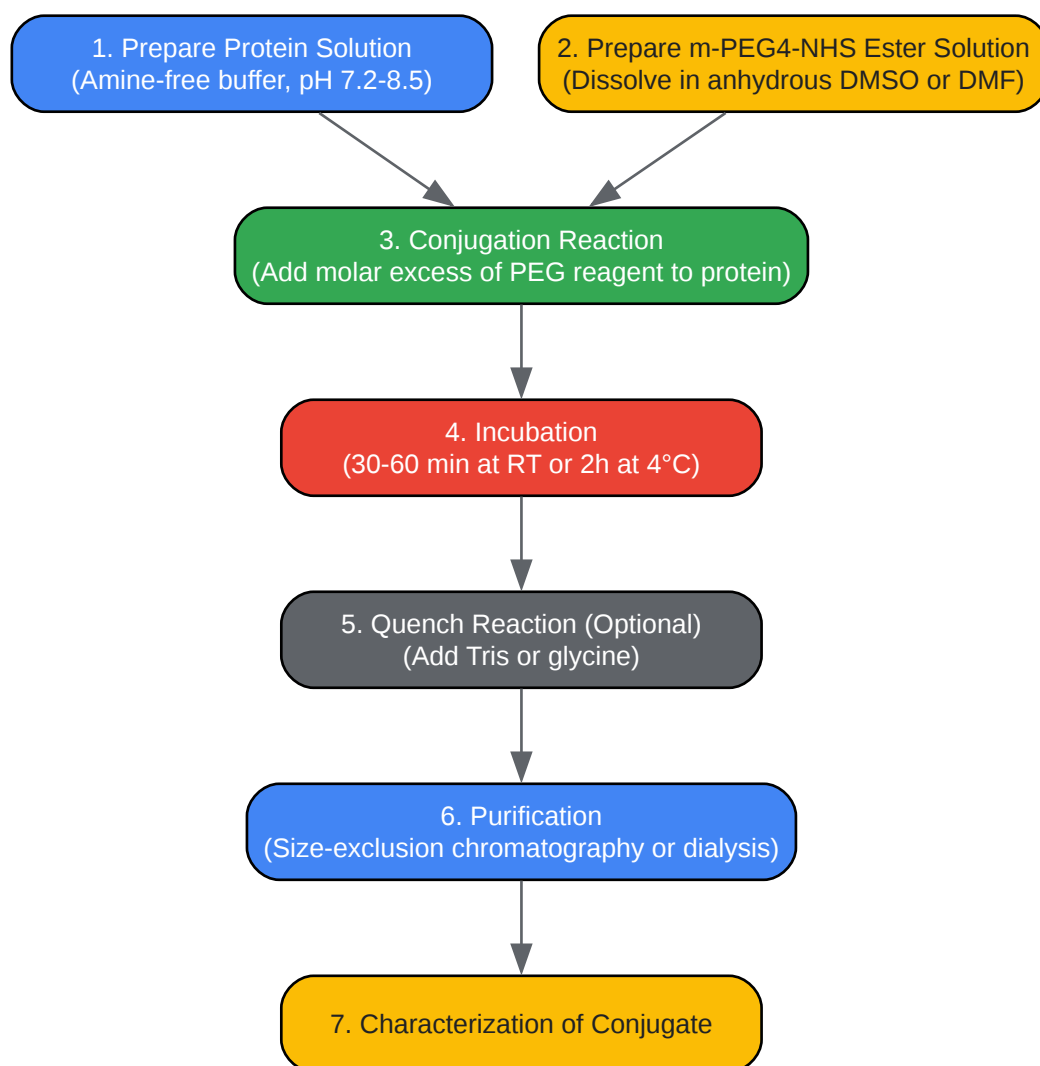 1. Prepare Protein Solution
(Amine-free buffer, pH 7.2-8.5)
2. Prepare m-PEG4-NHS Ester Solution
(Dissolve in anhydrous DMSO or DMF)
3. Conjugation Reaction
(Add molar excess of PEG reagent to protein)
4. Incubation
(30-60 min at RT or 2h at 4°C)
5. Quench Reaction (Optional)
(Add Tris or glycine)
6. Purification
(Size-exclusion chromatography or dialysis)
7. Characterization of Conjugate